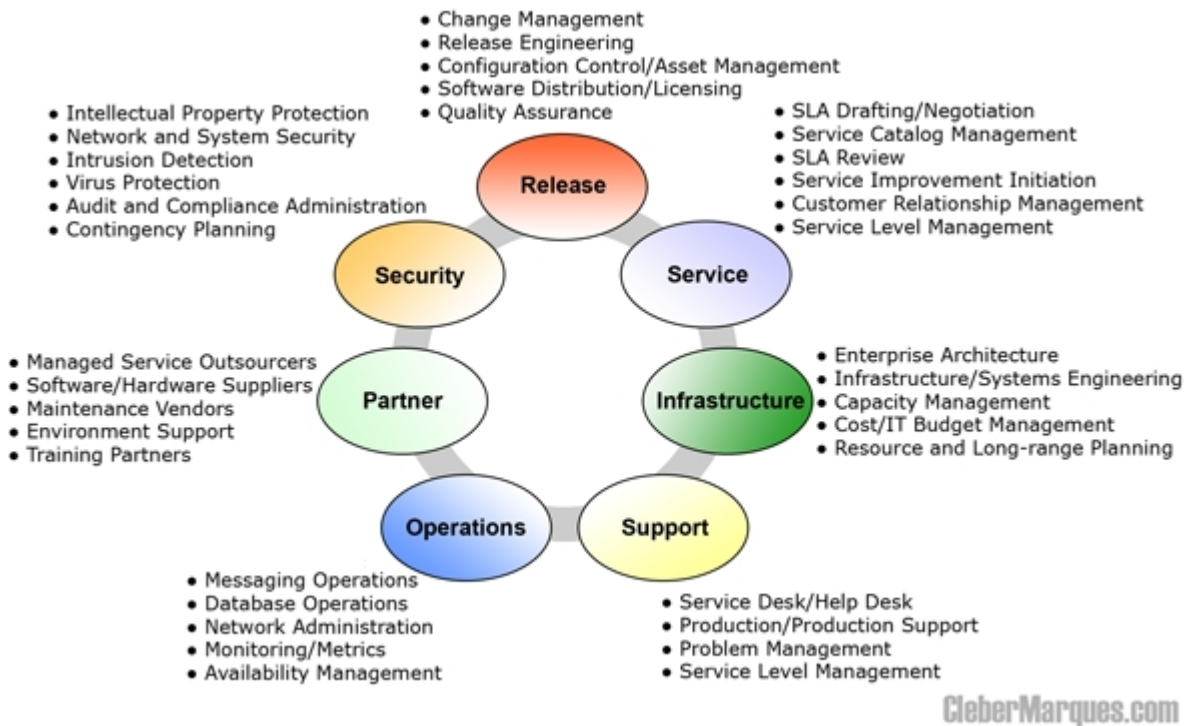 • Change Management
• Release Engineering
• Configuration Control/Asset Management
• Software Distribution/Licensing
• Quality Assurance
Release
• SLA Drafting/Negotiation
• Service Catalog Management
• SLA Review
• Service Improvement Initiation
• Customer Relationship Management
• Service Level Management
Service
• Enterprise Architecture
• Infrastructure/Systems Engineering
• Capacity Management
• Cost/IT Budget Management
• Resource and Long-range Planning
Infrastructure
Support
• Service Desk/Help Desk
• Production/Production Support
• Problem Management
• Service Level Management
Operations
• Messaging Operations
• Database Operations
• Network Administration
• Monitoring/Metrics
• Availability Management
Partner
• Managed Service Outsourcers
• Software/Hardware Suppliers
• Maintenance Vendors
• Environment Support
• Training Partners
Security
• Intellectual Property Protection
• Network and System Security
• Intrusion Detection
• Virus Protection
• Audit and Compliance Administration
• Contingency Planning
CleberMarques.com